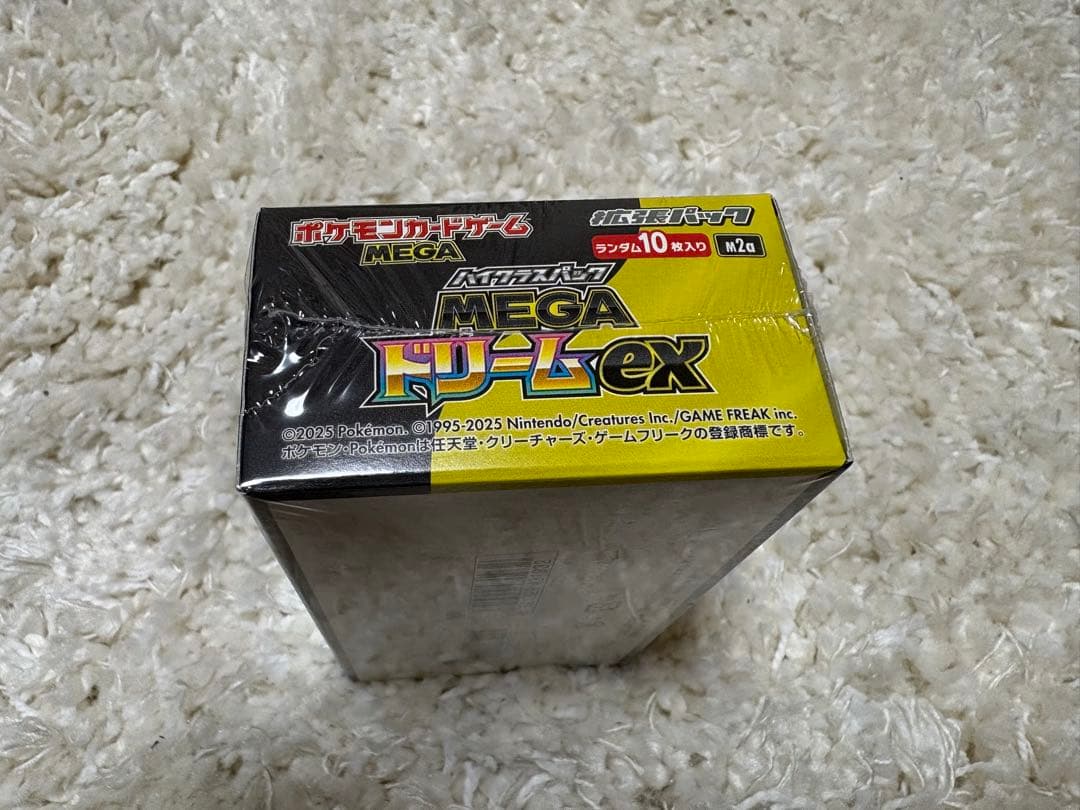 ポケモンカードゲーム
MEGA
拡張パック
ランダム10枚入り M2a
ハイクラスパック
MEGA
ドリームex
©2025 Pokémon. ©1995-2025 Nintendo/Creatures Inc./GAME FREAK inc.
ポケモン・Pokémonは任天堂・クリーチャーズ・ゲームフリークの登録商標です。